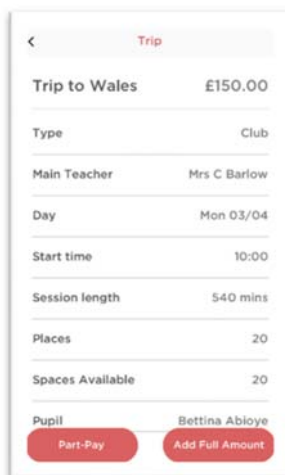 Trip
Trip to Wales £150.00
Type Club
Main Teacher Mrs C Barlow
Day Mon 03/04
Start time 10:00
Session length 540 mins
Places 20
Spaces Available 20
Pupil Bettina Abioye
Part-Pay Add Full Amount